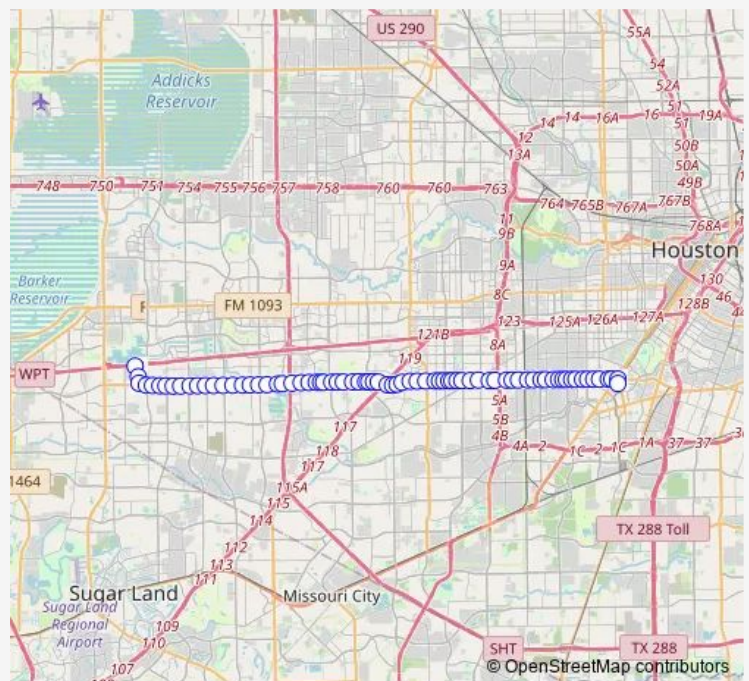 US 290
55A
54
52A
51
Addicks
Reservoir
14
14
16A
16
19A
12
51
13A
50B
50A
49B
748
750
751
754
755
756
757
758
760
760
763
764
765B
767A
767B
11
9B
768A
Houston
9A
Barker
Reservoir
130
8C
46
FM 1093
128B
123
125A
126A
127A
121B
8A
119
WPT
5A
117
5B
4B
4A
2
1C
2
1C
1A
37
37
118
117
1464
115A
115
114
TX 288 Toll
112
113
111
Sugar Land
Missouri City
Sugar Land
Regional
Airport
109
110
SHT
TX 288
107
© OpenStreetMap contributors